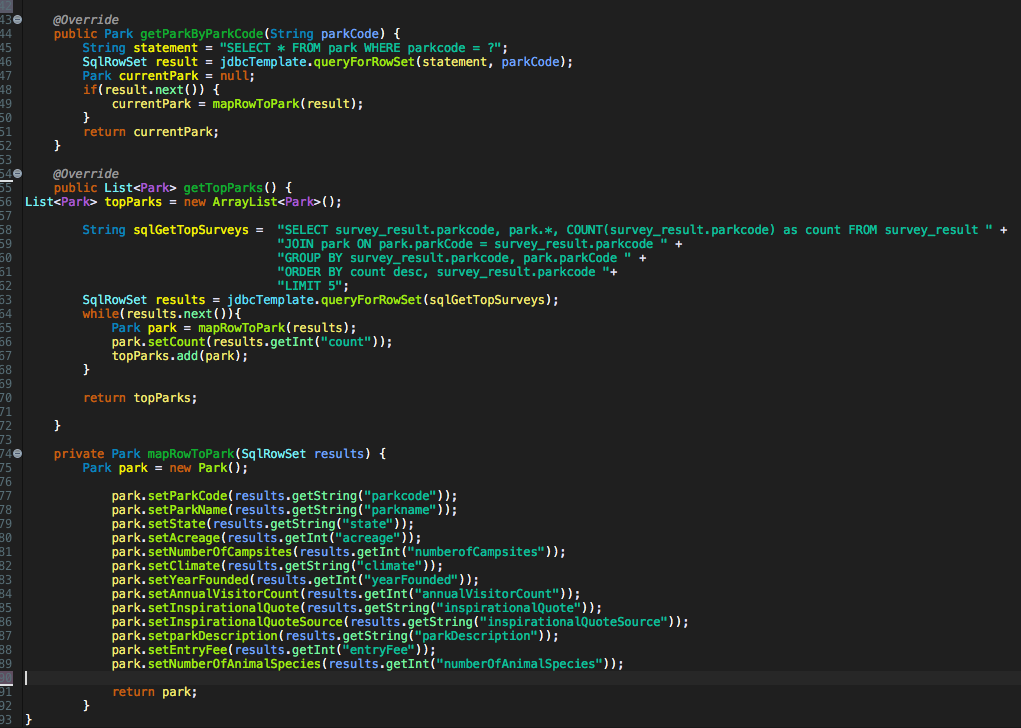 42
43 @Override
44 public Park getParkByParkCode(String parkCode) {
45 String statement = "SELECT * FROM park WHERE parkcode = ?";
46 SqlRowSet result = jdbcTemplate.queryForRowSet(statement, parkCode);
47 Park currentPark = null;
48 if(result.next()) {
49 currentPark = mapRowToPark(result);
50 }
51 return currentPark;
52 }
53
54 @Override
55 public List<Park> getTopParks() {
56 List<Park> topParks = new ArrayList<Park>();
57
58 String sqlGetTopSurveys = "SELECT survey_result.parkcode, park.*, COUNT(survey_result.parkcode) as count FROM survey_result " +
59 "JOIN park ON park.parkCode = survey_result.parkcode " +
60 "GROUP BY survey_result.parkcode, park.parkCode " +
61 "ORDER BY count desc, survey_result.parkcode "+
62 "LIMIT 5";
63 SqlRowSet results = jdbcTemplate.queryForRowSet(sqlGetTopSurveys);
64 while(results.next()){
65 Park park = mapRowToPark(results);
66 park.setCount(results.getInt("count"));
67 topParks.add(park);
68 }
69
70 return topParks;
71
72 }
73
74 private Park mapRowToPark(SqlRowSet results) {
75 Park park = new Park();
76
77 park.setParkCode(results.getString("parkcode"));
78 park.setParkName(results.getString("parkname"));
79 park.setState(results.getString("state"));
80 park.setAcreage(results.getInt("acreage"));
81 park.setNumberOfCampsites(results.getInt("numberofCampsites"));
82 park.setClimate(results.getString("climate"));
83 park.setYearFounded(results.getInt("yearFounded"));
84 park.setAnnualVisitorCount(results.getInt("annualVisitorCount"));
85 park.setInspirationalQuote(results.getString("inspirationalQuote"));
86 park.setInspirationalQuoteSource(results.getString("inspirationalQuoteSource"));
87 park.setparkDescription(results.getString("parkDescription"));
88 park.setEntryFee(results.getInt("entryFee"));
89 park.setNumberOfAnimalSpecies(results.getInt("numberOfAnimalSpecies"));
90
91 return park;
92 }
93 }